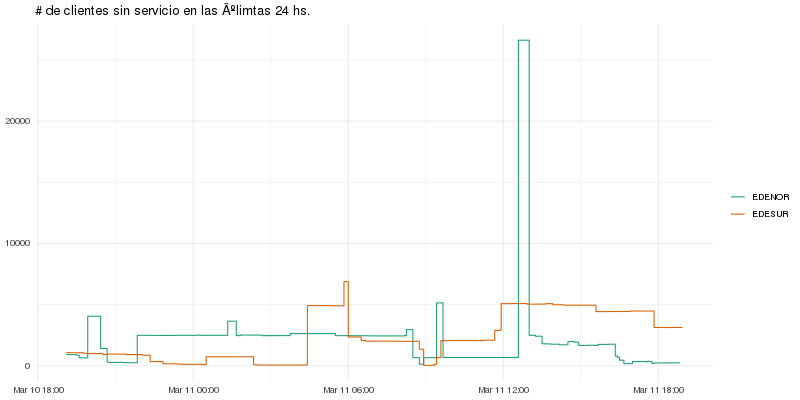 # de clientes sin servicio en las Ãºlimtas 24 hs.
20000
10000
0
Mar 10 18:00
Mar 11 00:00
Mar 11 06:00
Mar 11 12:00
Mar 11 18:00
EDENOR
EDESUR